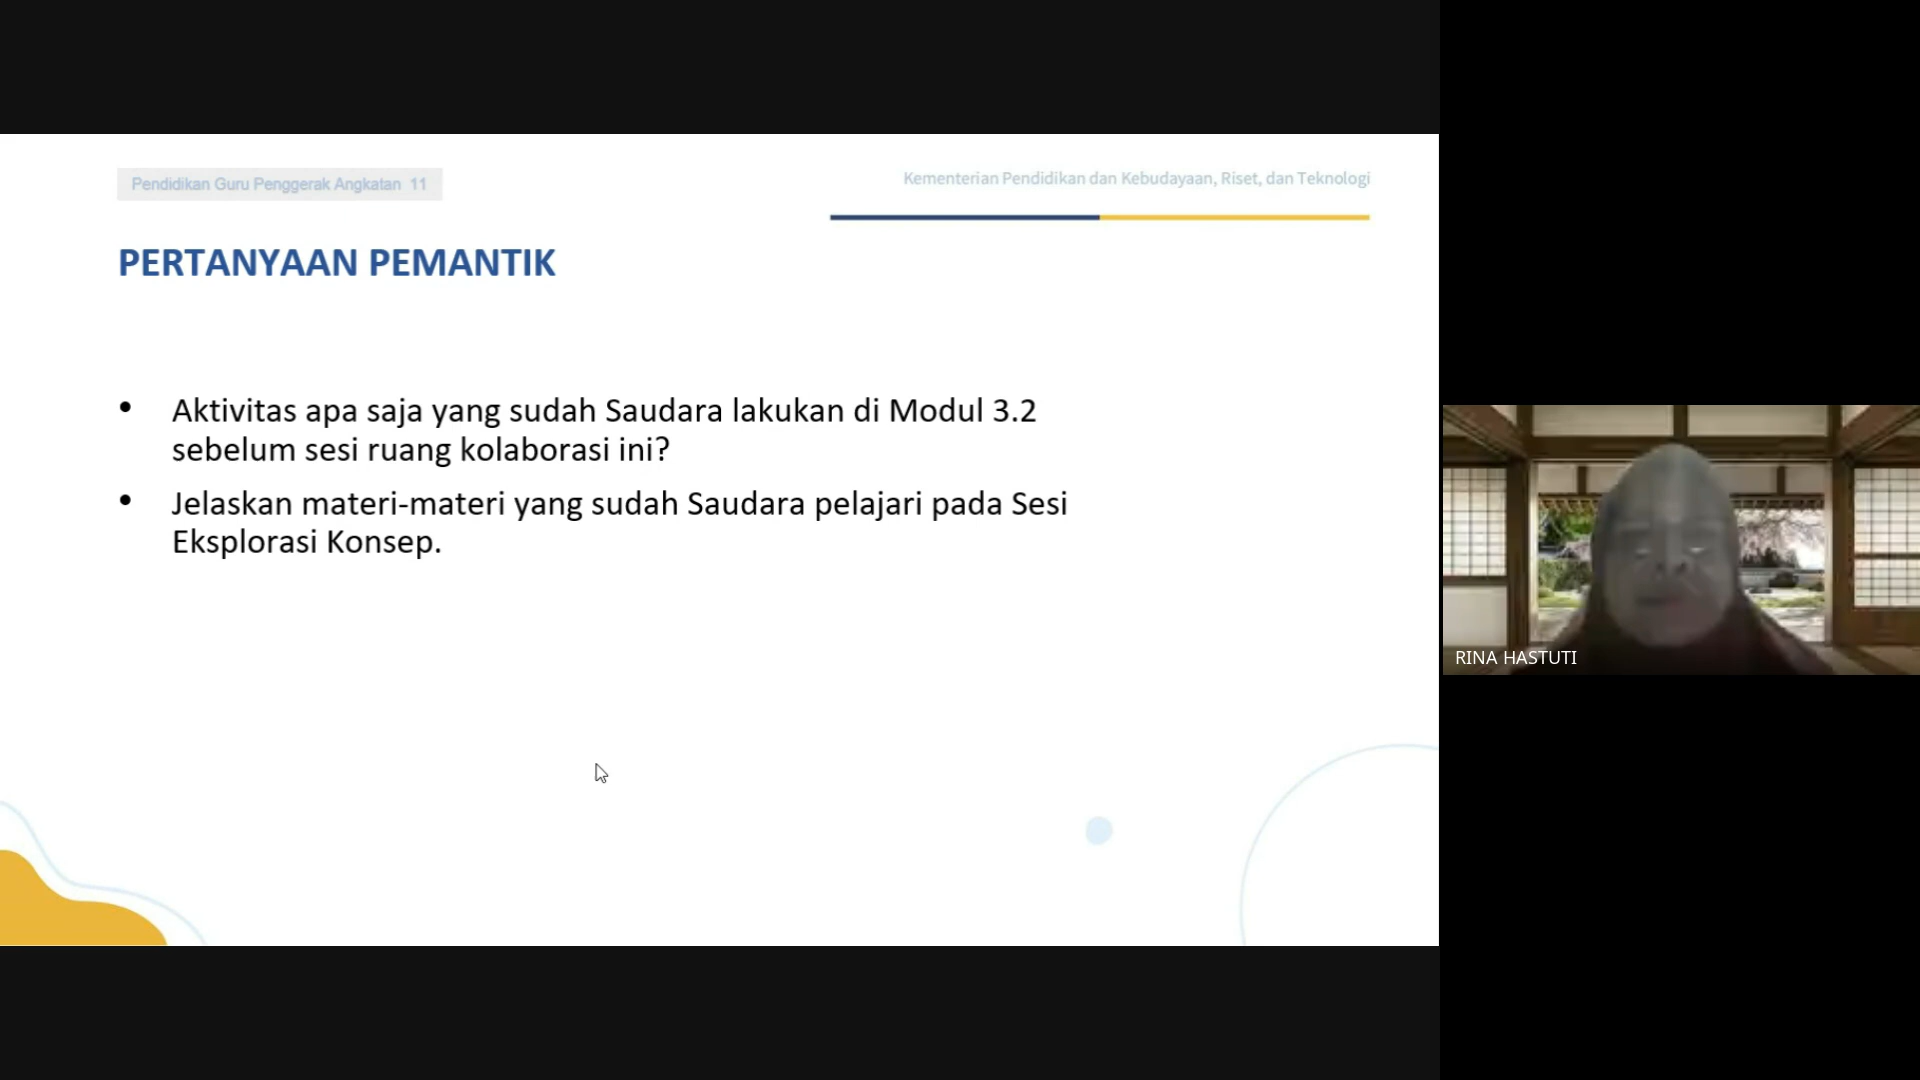 Pendidikan Guru Penggerak Angkatan 11
Kementerian Pendidikan dan Kebudayaan, Riset, dan Teknologi
PERTANYAAN PEMANTIK
• Aktivitas apa saja yang sudah Saudara lakukan di Modul 3.2
sebelum sesi ruang kolaborasi ini?
• Jelaskan materi-materi yang sudah Saudara pelajari pada Sesi
Eksplorasi Konsep.
RINA HASTUTI